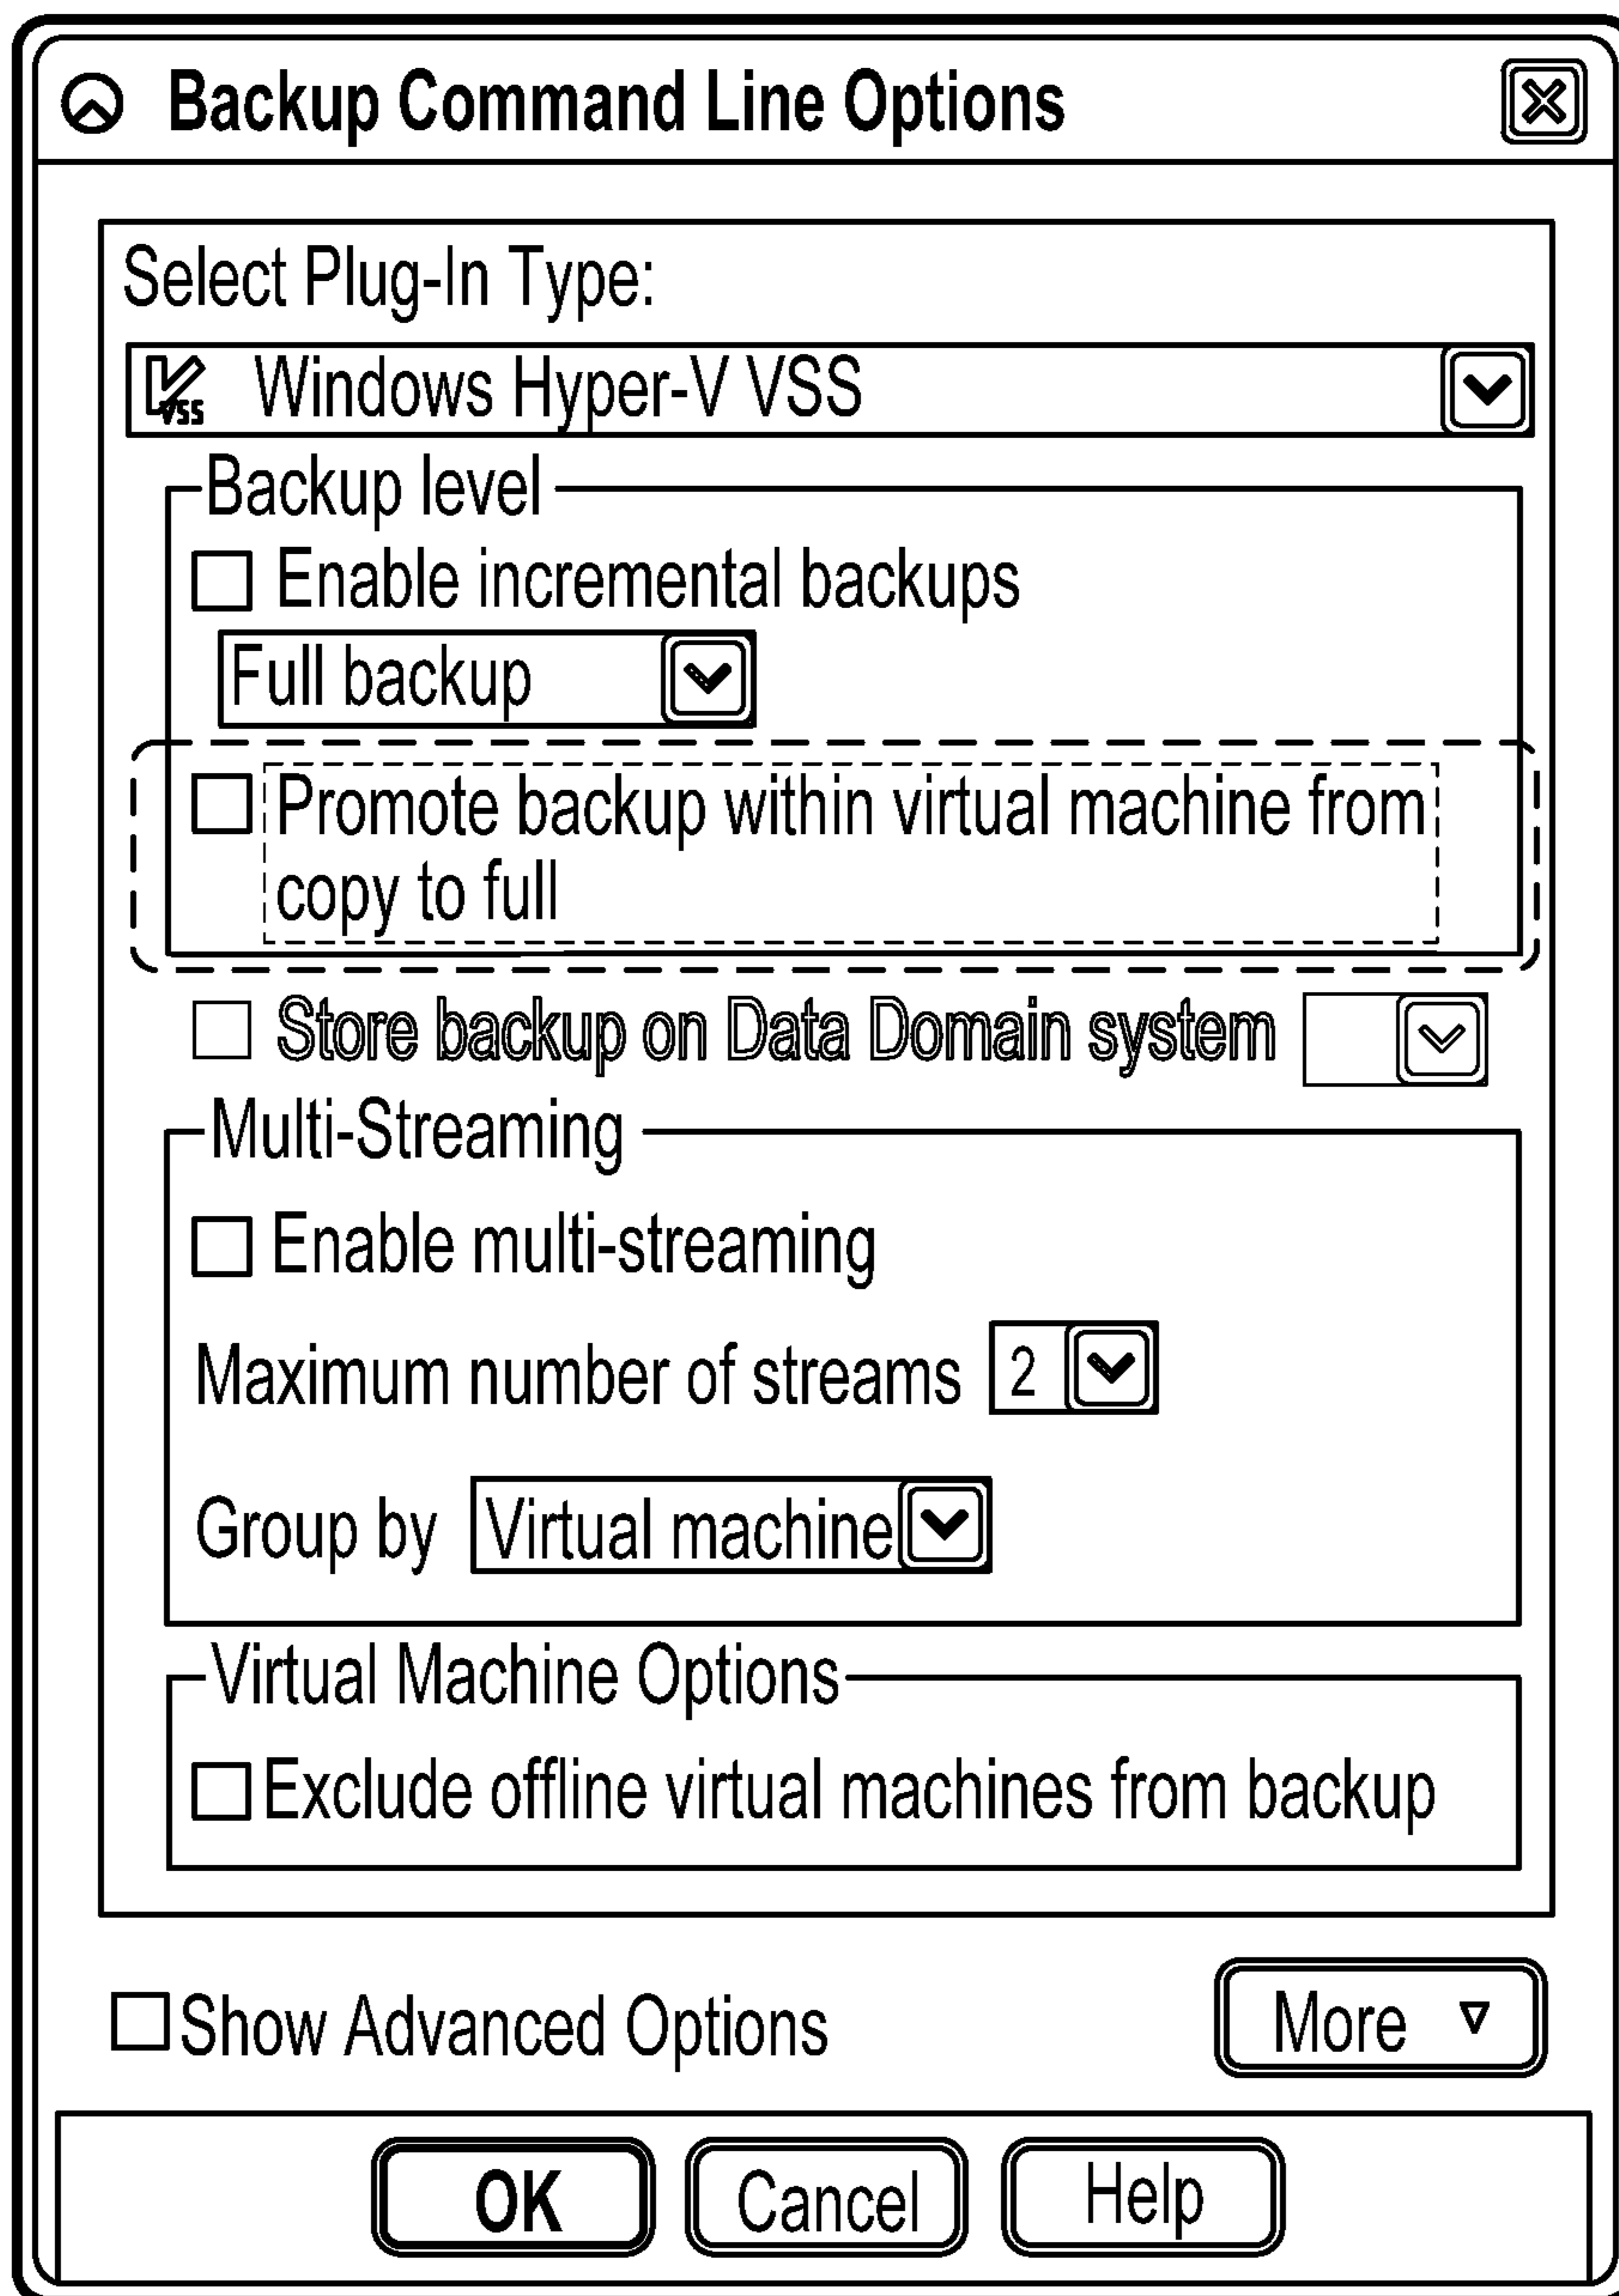 Backup Command Line Options
Select Plug-In Type:
VSS Windows Hyper-V VSS
Backup level
Enable incremental backups
Full backup
Promote backup within virtual machine from
copy to full
Store backup on Data Domain system
Multi-Streaming
Enable multi-streaming
Maximum number of streams 2
Group by Virtual machine
Virtual Machine Options
Exclude offline virtual machines from backup
Show Advanced Options More
OK Cancel Help